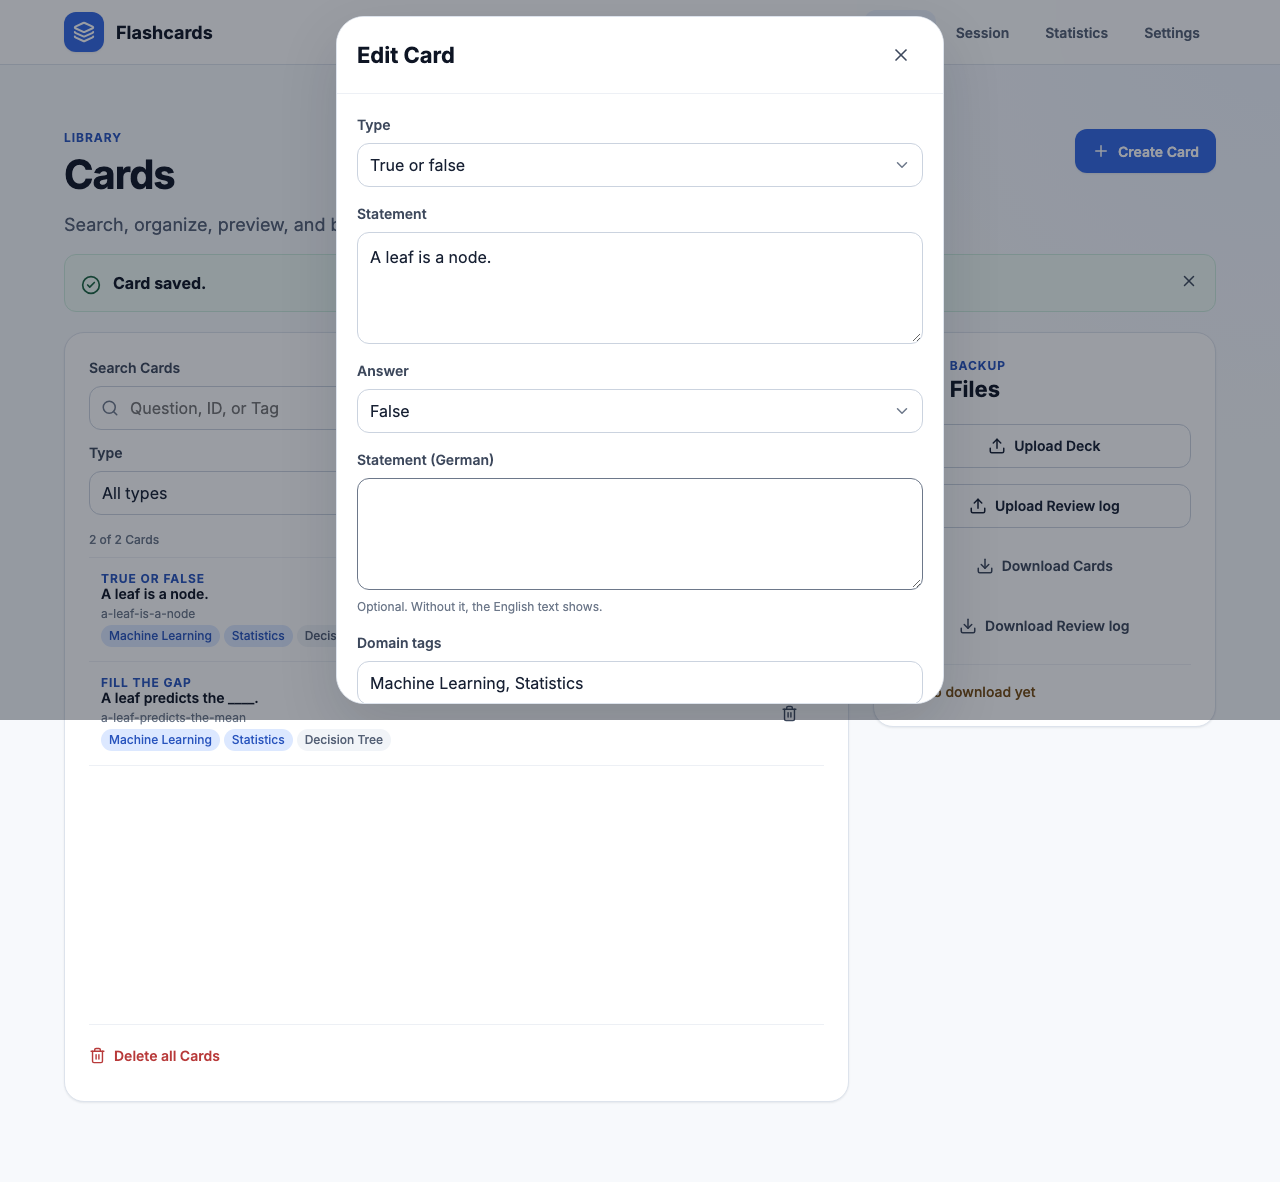 Flashcards
Session
Statistics
Settings
LIBRARY
Cards
Search, organize, preview, and
Create Card
Card saved.
Search Cards
Question, ID, or Tag
Type
All types
2 of 2 Cards
TRUE OR FALSE
A leaf is a node.
a-leaf-is-a-node
Machine Learning
Statistics
FILL THE GAP
A leaf predicts the ____.
a-leaf-predicts-the-mean
Machine Learning
Statistics
Decision Tree
Delete all Cards
Edit Card
Type
True or false
Statement
A leaf is a node.
Answer
False
Statement (German)
Optional. Without it, the English text shows.
Domain tags
Machine Learning, Statistics
BACKUP
Files
Upload Deck
Upload Review log
Download Cards
Download Review log
download yet